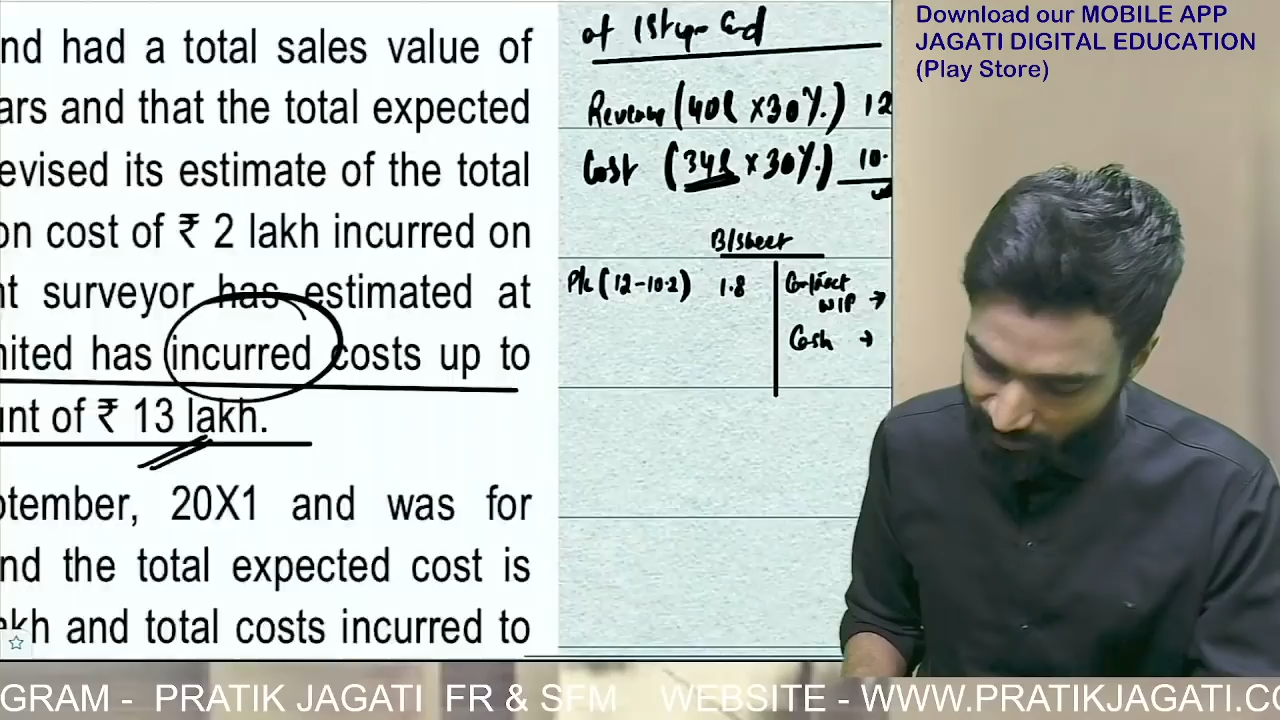 nd had a total sales value of
ars and that the total expected
evised its estimate of the total
on cost of ₹ 2 lakh incurred on
nt surveyor has estimated at
nited has incurred costs up to
unt of ₹ 13 lakh.
ptember, 20X1 and was for
nd the total expected cost is
akh and total costs incurred to
at 1st yr End
Revenue (40L x 30%.) 12
Cost (34L x 30%.) 10.
B/Sheet
P/L (12-10.2) 1.8
Contract
WIP →
Cash →
Download our MOBILE APP
JAGATI DIGITAL EDUCATION
(Play Store)
GRAM - PRATIK JAGATI FR & SFM WEBSITE - WWW.PRATIKJAGATI.CO